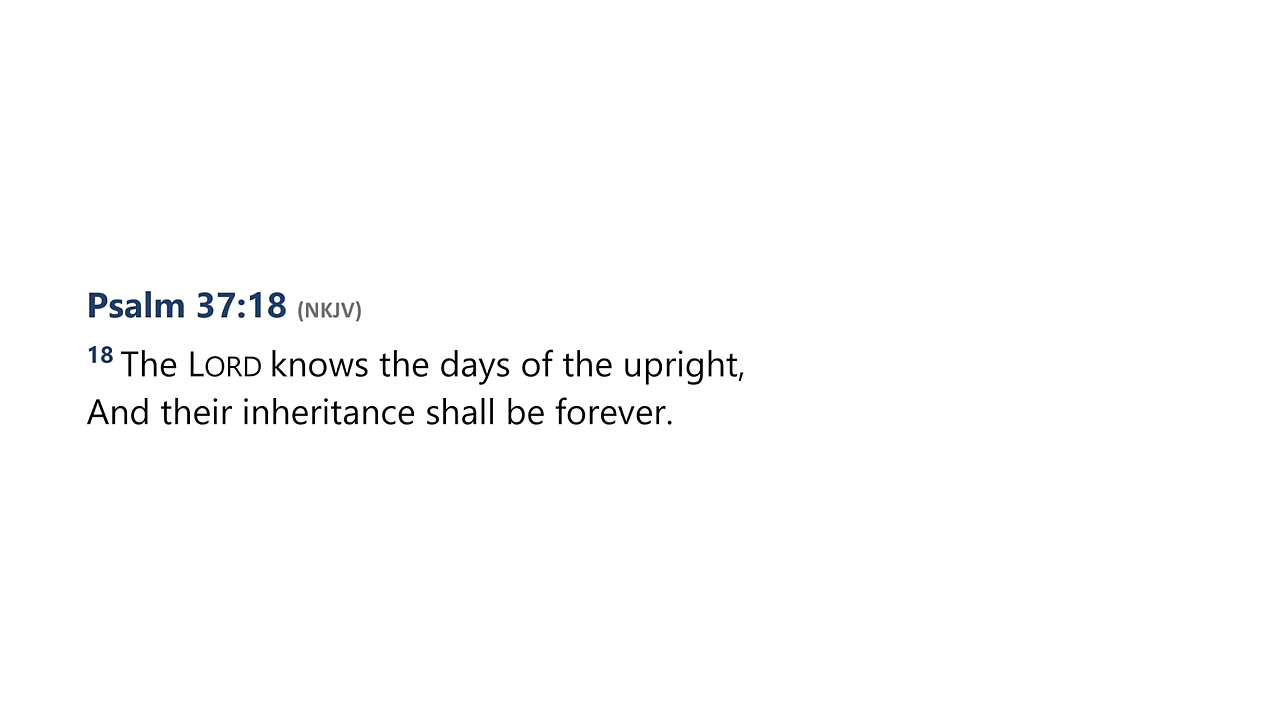 Psalm 37:18 (NKJV)
18 The LORD knows the days of the upright,
And their inheritance shall be forever.